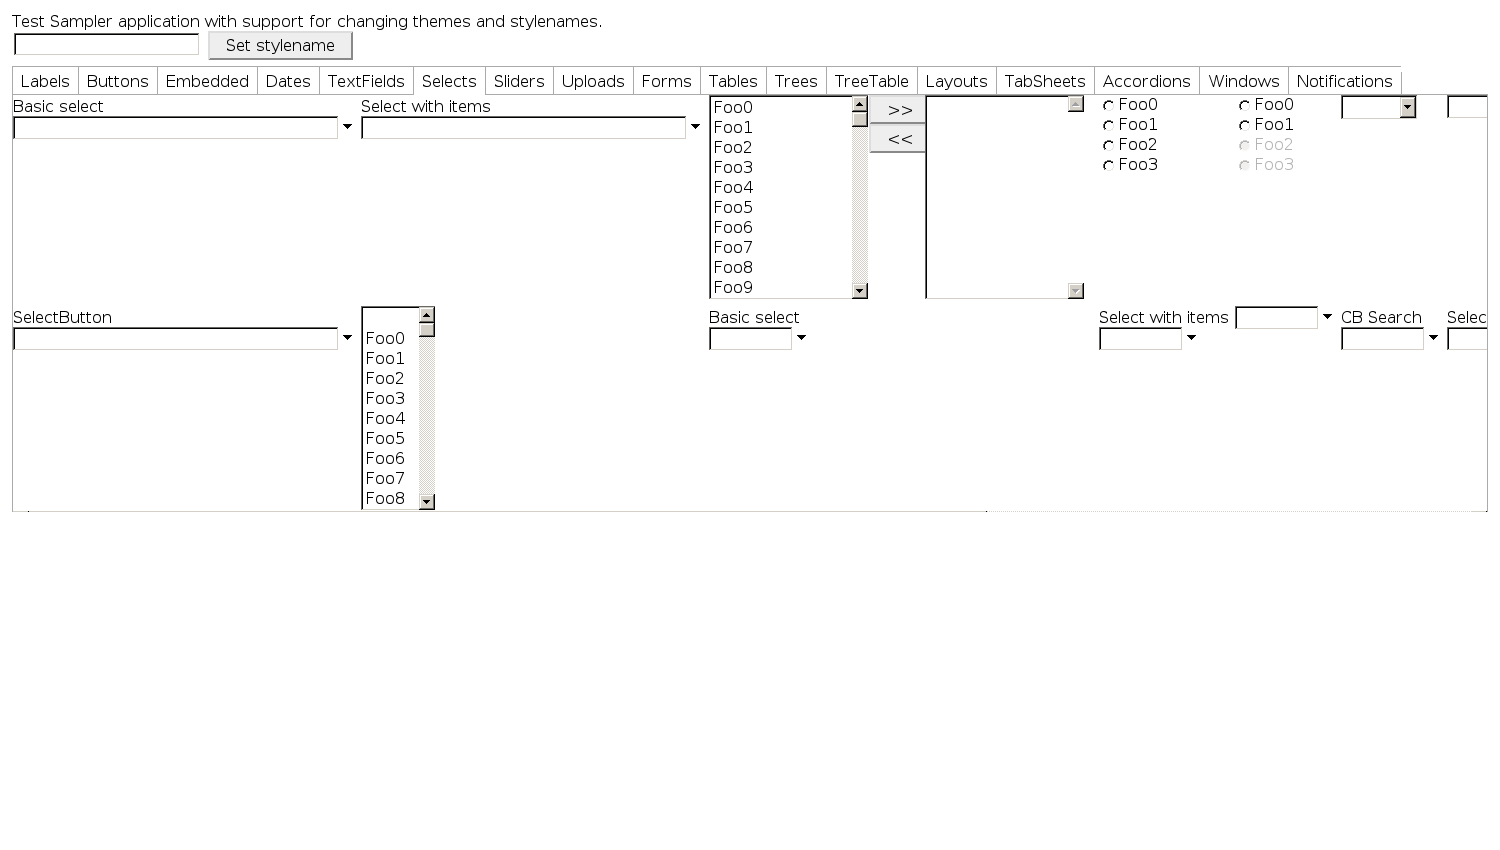 Test Sampler application with support for changing themes and stylenames.
Set stylename
Labels Buttons Embedded Dates TextFields Selects Sliders Uploads Forms Tables Trees TreeTable Layouts TabSheets Accordions Windows Notifications
Basic select
Select with items
Foo0
Foo1
Foo2
Foo3
Foo4
Foo5
Foo6
Foo7
Foo8
Foo9
>>
<<
Foo0
Foo1
Foo2
Foo3
Foo0
Foo1
Foo2
Foo3
SelectButton
Foo0
Foo1
Foo2
Foo3
Foo4
Foo5
Foo6
Foo7
Foo8
Basic select
Select with items
CB Search
Selec